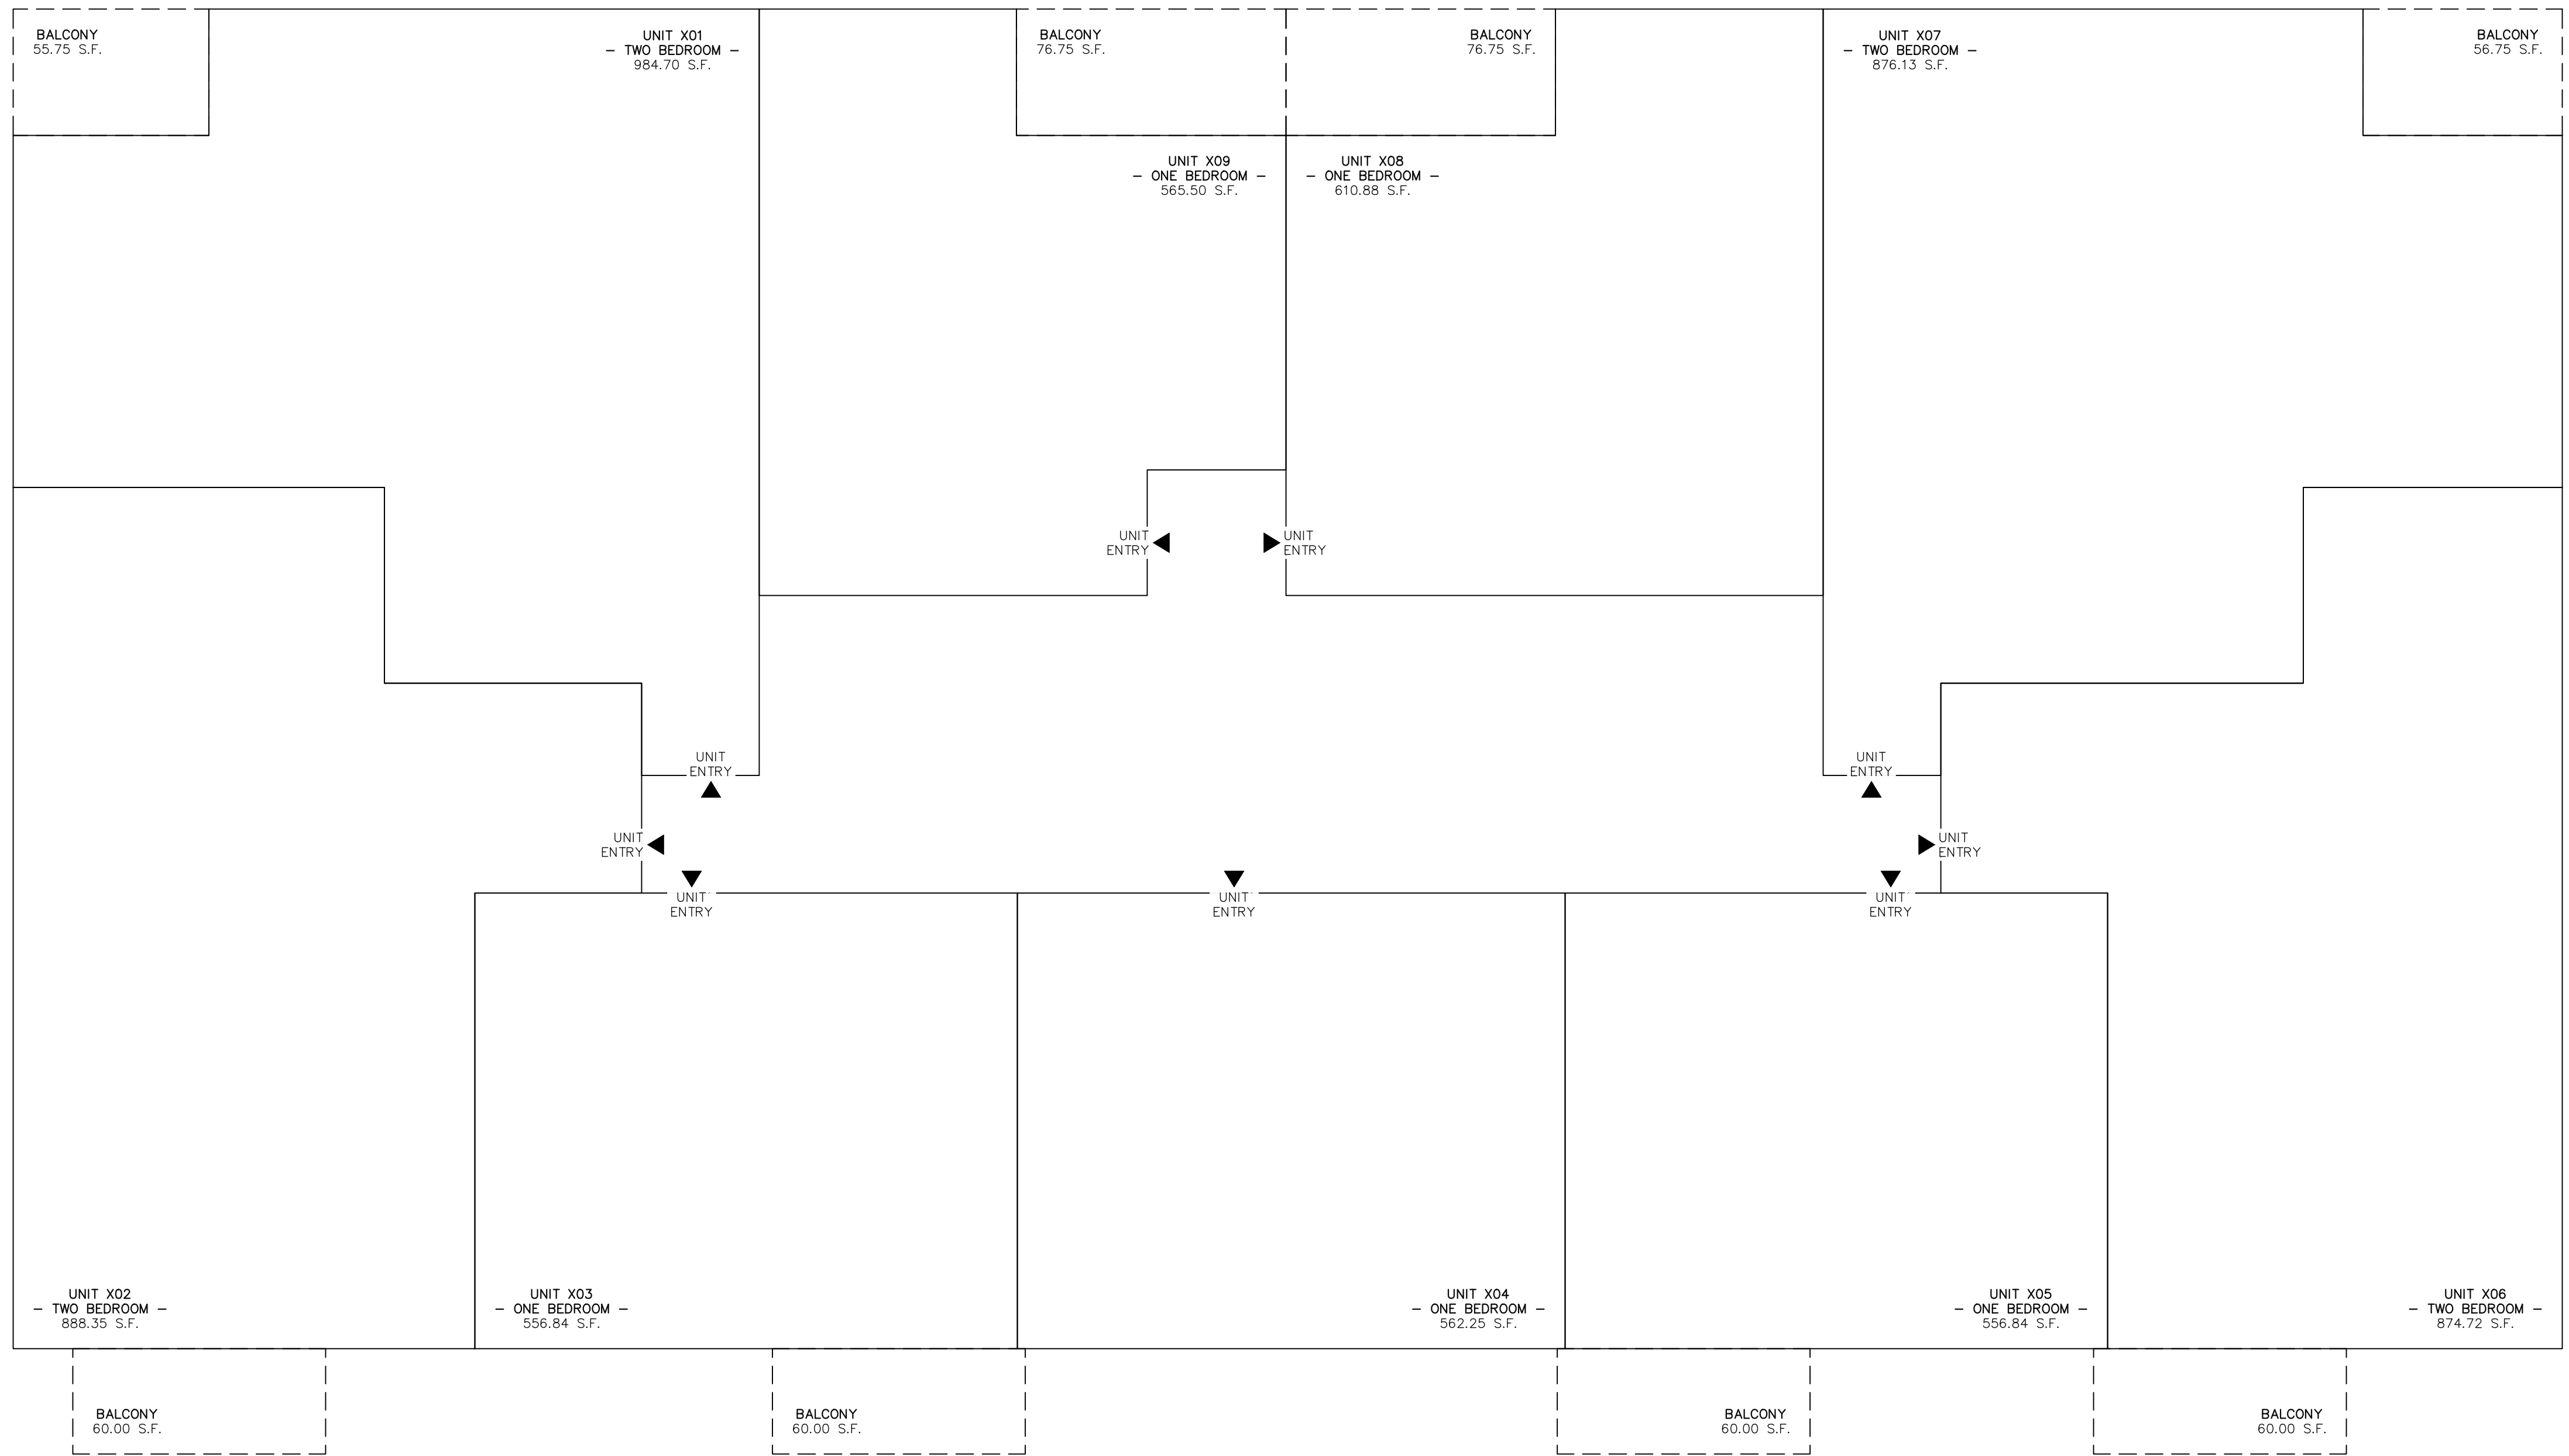 BALCONY
55.75 S.F.
UNIT X01
- TWO BEDROOM -
984.70 S.F.
BALCONY
76.75 S.F.
BALCONY
76.75 S.F.
UNIT X07
- TWO BEDROOM -
876.13 S.F.
BALCONY
56.75 S.F.
UNIT X09
- ONE BEDROOM -
565.50 S.F.
UNIT X08
- ONE BEDROOM -
610.88 S.F.
UNIT
ENTRY
UNIT
ENTRY
UNIT
ENTRY
UNIT
ENTRY
UNIT
ENTRY
UNIT
ENTRY
UNIT
ENTRY
UNIT
ENTRY
UNIT
ENTRY
UNIT X02
- TWO BEDROOM -
888.35 S.F.
UNIT X03
- ONE BEDROOM -
556.84 S.F.
UNIT X04
- ONE BEDROOM -
562.25 S.F.
UNIT X05
- ONE BEDROOM -
556.84 S.F.
UNIT X06
- TWO BEDROOM -
874.72 S.F.
BALCONY
60.00 S.F.
BALCONY
60.00 S.F.
BALCONY
60.00 S.F.
BALCONY
60.00 S.F.